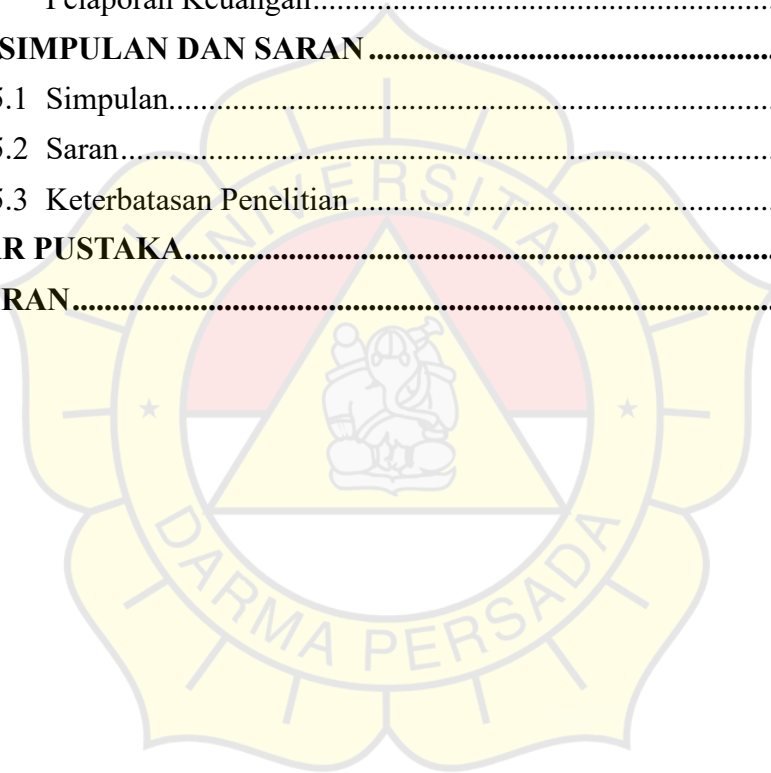 Pelaporan Keuangan..........................................................
SIMPULAN DAN SARAN...................................................
5.1 Simpulan............................................................................
5.2 Saran..................................................................................
5.3 Keterbatasan Penelitian.....................................................
R PUSTAKA..........................................................................
RAN........................................................................................
UNIVERSITAS
DARMA PERSADA